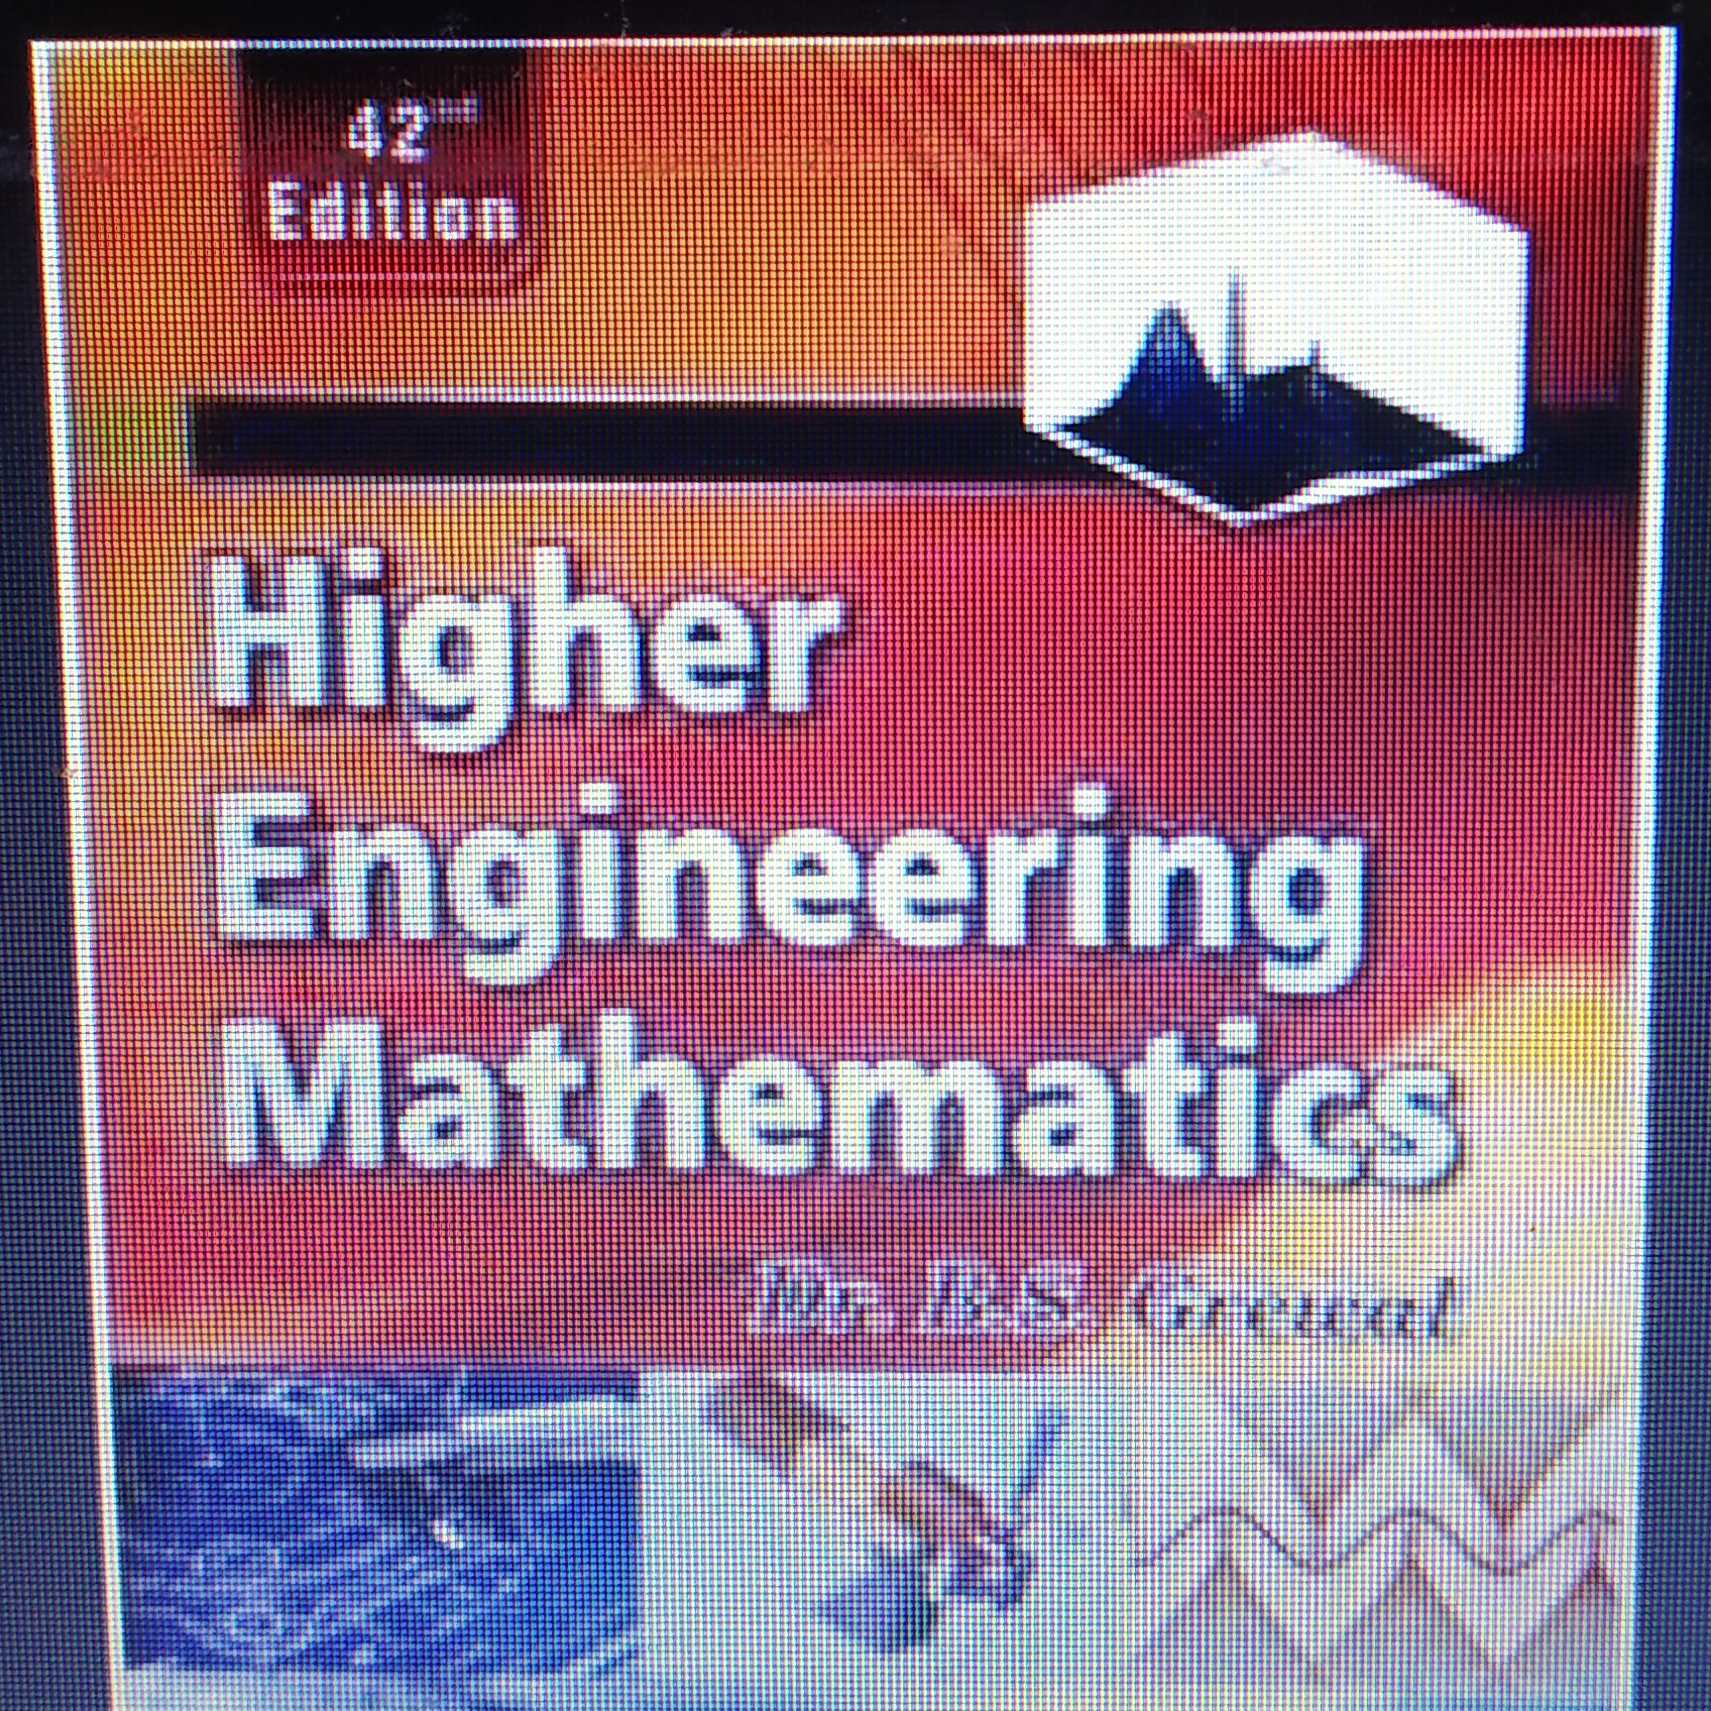 42nd
Edition
Higher
Engineering
Mathematics
Dr. B.S. Grewal